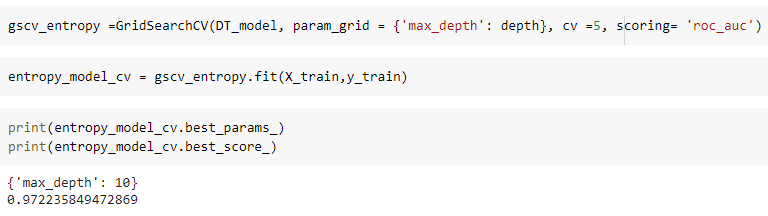 gscv_entropy =GridSearchCV(DT_model, param_grid = {'max_depth': depth}, cv =5, scoring= 'roc_auc')
entropy_model_cv = gscv_entropy.fit(X_train,y_train)
print(entropy_model_cv.best_params_)
print(entropy_model_cv.best_score_)
{'max_depth': 10}
0.972235849472869